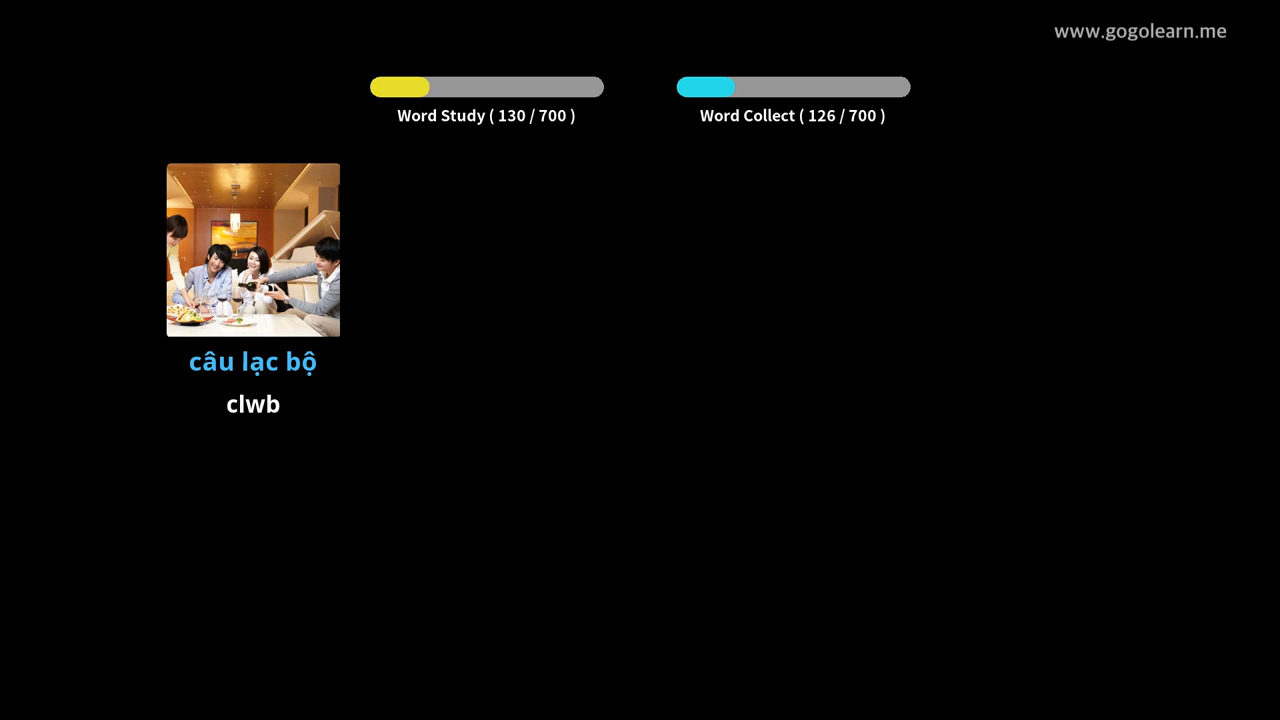 www.gogolearn.me
Word Study ( 130 / 700 )
Word Collect ( 126 / 700 )
câu lạc bộ
clwb